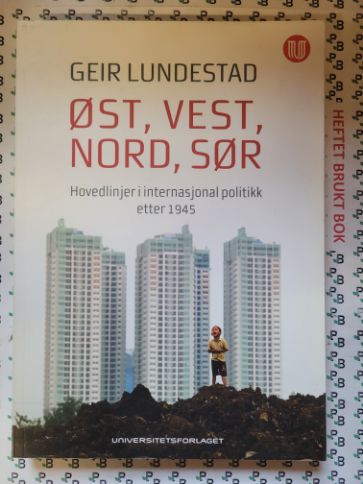 GEIR LUNDESTAD
ØST, VEST,
NORD, SØR
Hovedlinjer i internasjonal politikk
etter 1945
UNIVERSITETSFORLAGET
HEFTET BRUKT BOK